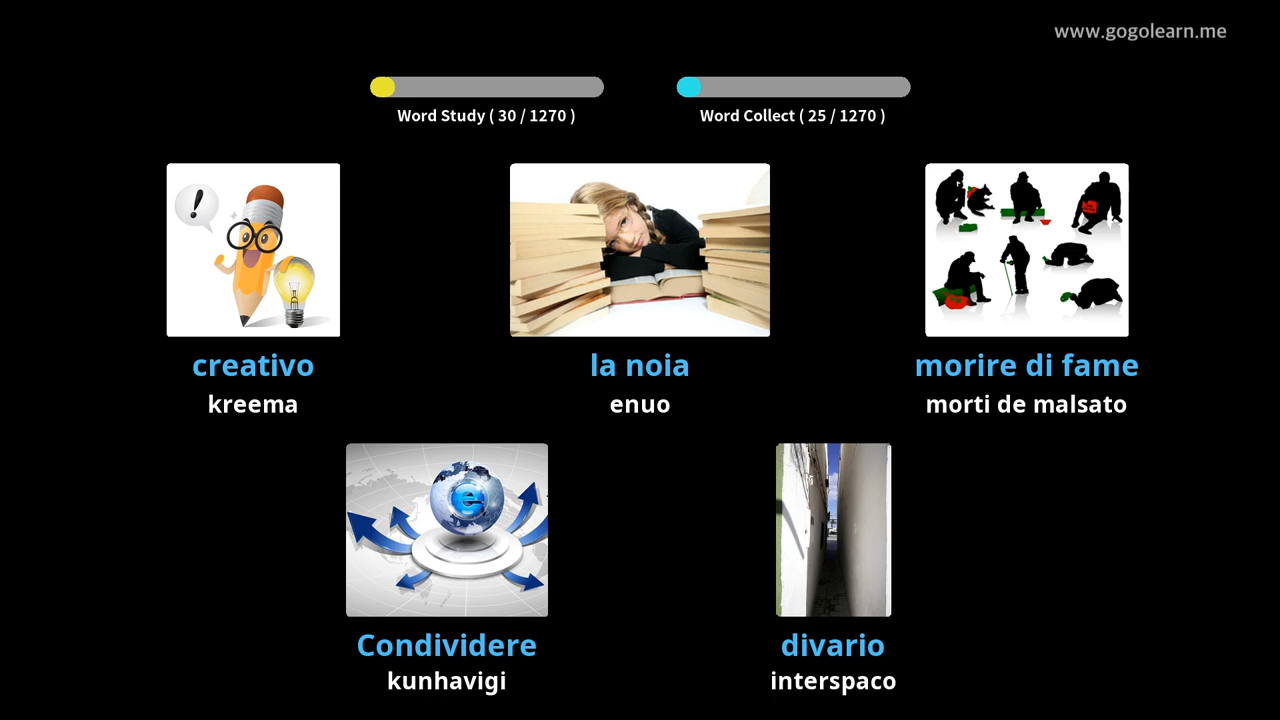 www.gogolearn.me
Word Study ( 30 / 1270 )
Word Collect ( 25 / 1270 )
!
creativo
la noia
morire di fame
kreema
enuo
morti de malsato
e
Condividere
divario
kunhavigi
interspaco